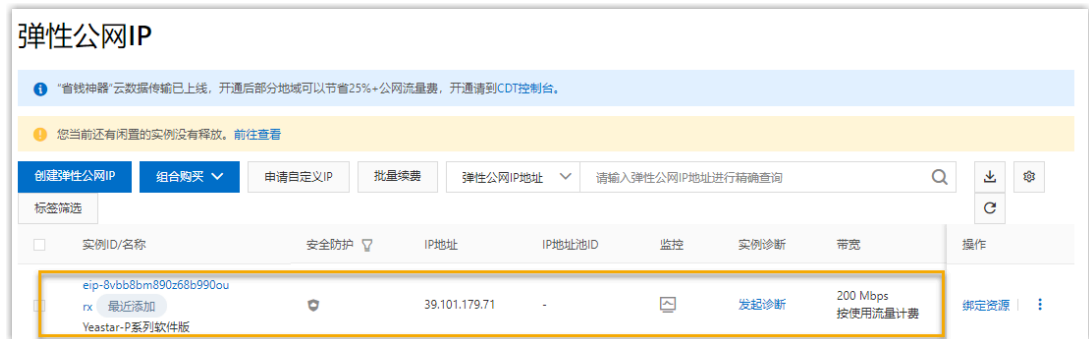 弹性公网IP
"省钱神器"云数据传输已上线，开通后部分地域可以节省25%+公网流量费，开通请到CDT控制台。
您当前还有闲置的实例没有释放。前往查看
创建弹性公网IP 组合购买 申请自定义IP 批量续费 弹性公网IP地址 请输入弹性公网IP地址进行精确查询
标签筛选
实例ID/名称 安全防护 IP地址 IP地址池ID 监控 实例诊断 带宽 操作
eip-8vbb8bm890z68b990ou
rx 最近添加
Yeastar-P系列软件版
39.101.179.71 - 发起诊断
200 Mbps
按使用流量计费
绑定资源